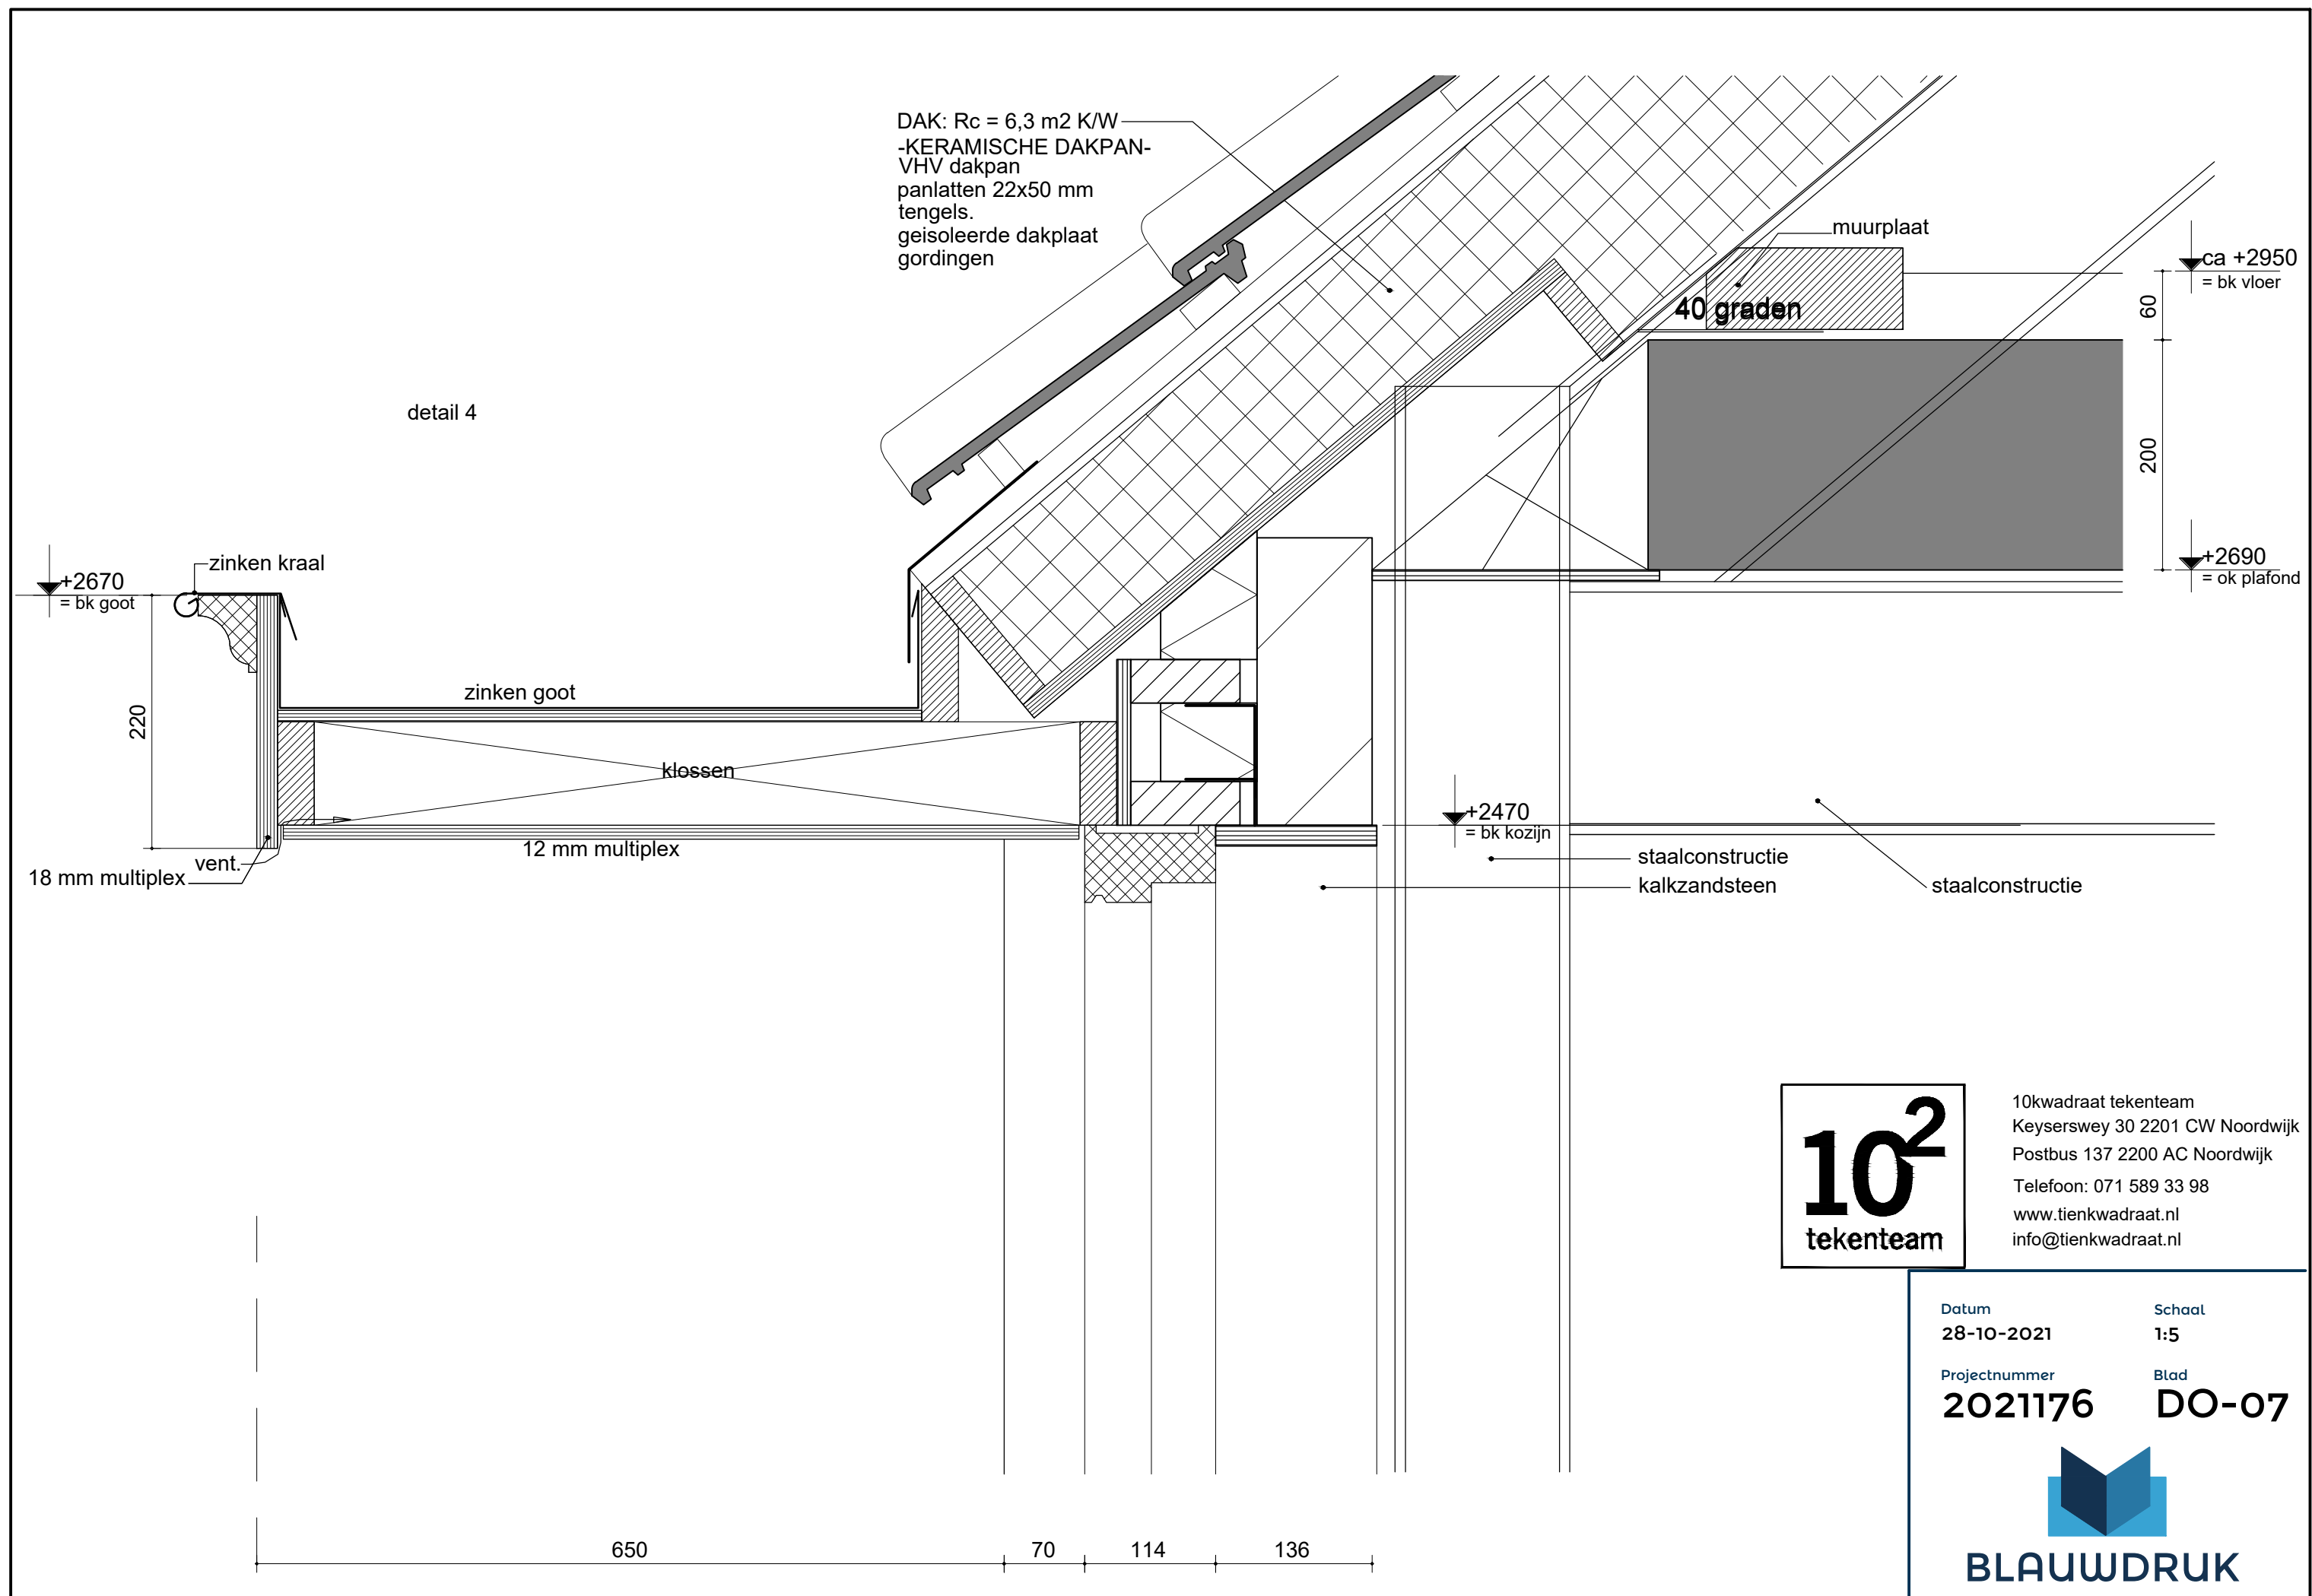 DAK: Rc = 6,3 m2 K/W
-KERAMISCHE DAKPAN-
VHV dakpan
panlatten 22x50 mm
tengels.
geisoleerde dakplaat
gordingen
muurplaat
40 graden
ca +2950
= bk vloer
60
200
+2690
= ok plafond
detail 4
zinken kraal
+2670
= bk goot
220
zinken goot
klossen
12 mm multiplex
vent.
18 mm multiplex
+2470
= bk kozijn
staalconstructie
kalkzandsteen
staalconstructie
10²
tekenteam
10kwadraat tekenteam
Keyserswey 30 2201 CW Noordwijk
Postbus 137 2200 AC Noordwijk
Telefoon: 071 589 33 98
www.tienkwadraat.nl
info@tienkwadraat.nl
Datum
Schaal
28-10-2021
1:5
Projectnummer
Blad
2021176
DO-07
BLAUWDRUK
650
70
114
136